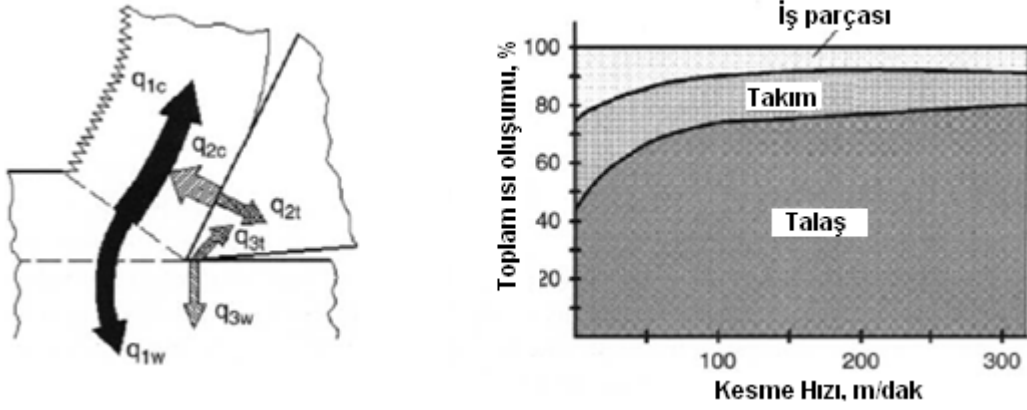 q1c
q2c
q2t
q3t
q3w
q1w
İş parçası
Toplam ısı oluşumu, %
100
80
60
40
20
Takım
Talaş
100
200
300
Kesme Hızı, m/dak